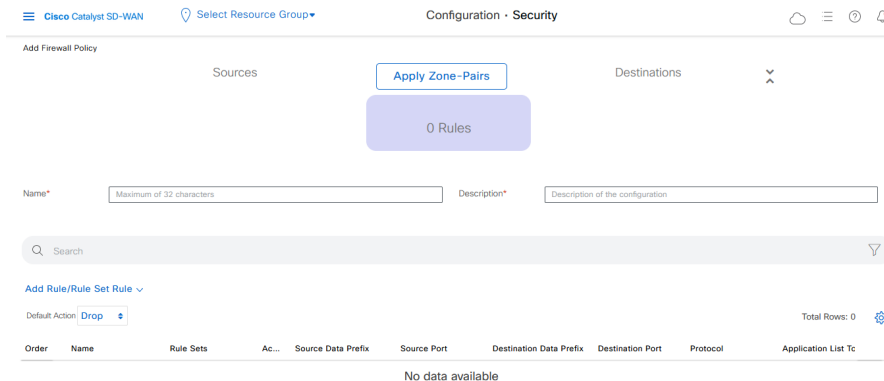 Cisco Catalyst SD-WAN Select Resource Group▾ Configuration · Security
Add Firewall Policy
Sources Apply Zone-Pairs Destinations
0 Rules
Name* Maximum of 32 characters Description* Description of the configuration
Search
Add Rule/Rule Set Rule
Default Action Drop Total Rows: 0
Order Name Rule Sets Ac... Source Data Prefix Source Port Destination Data Prefix Destination Port Protocol Application List To
No data available